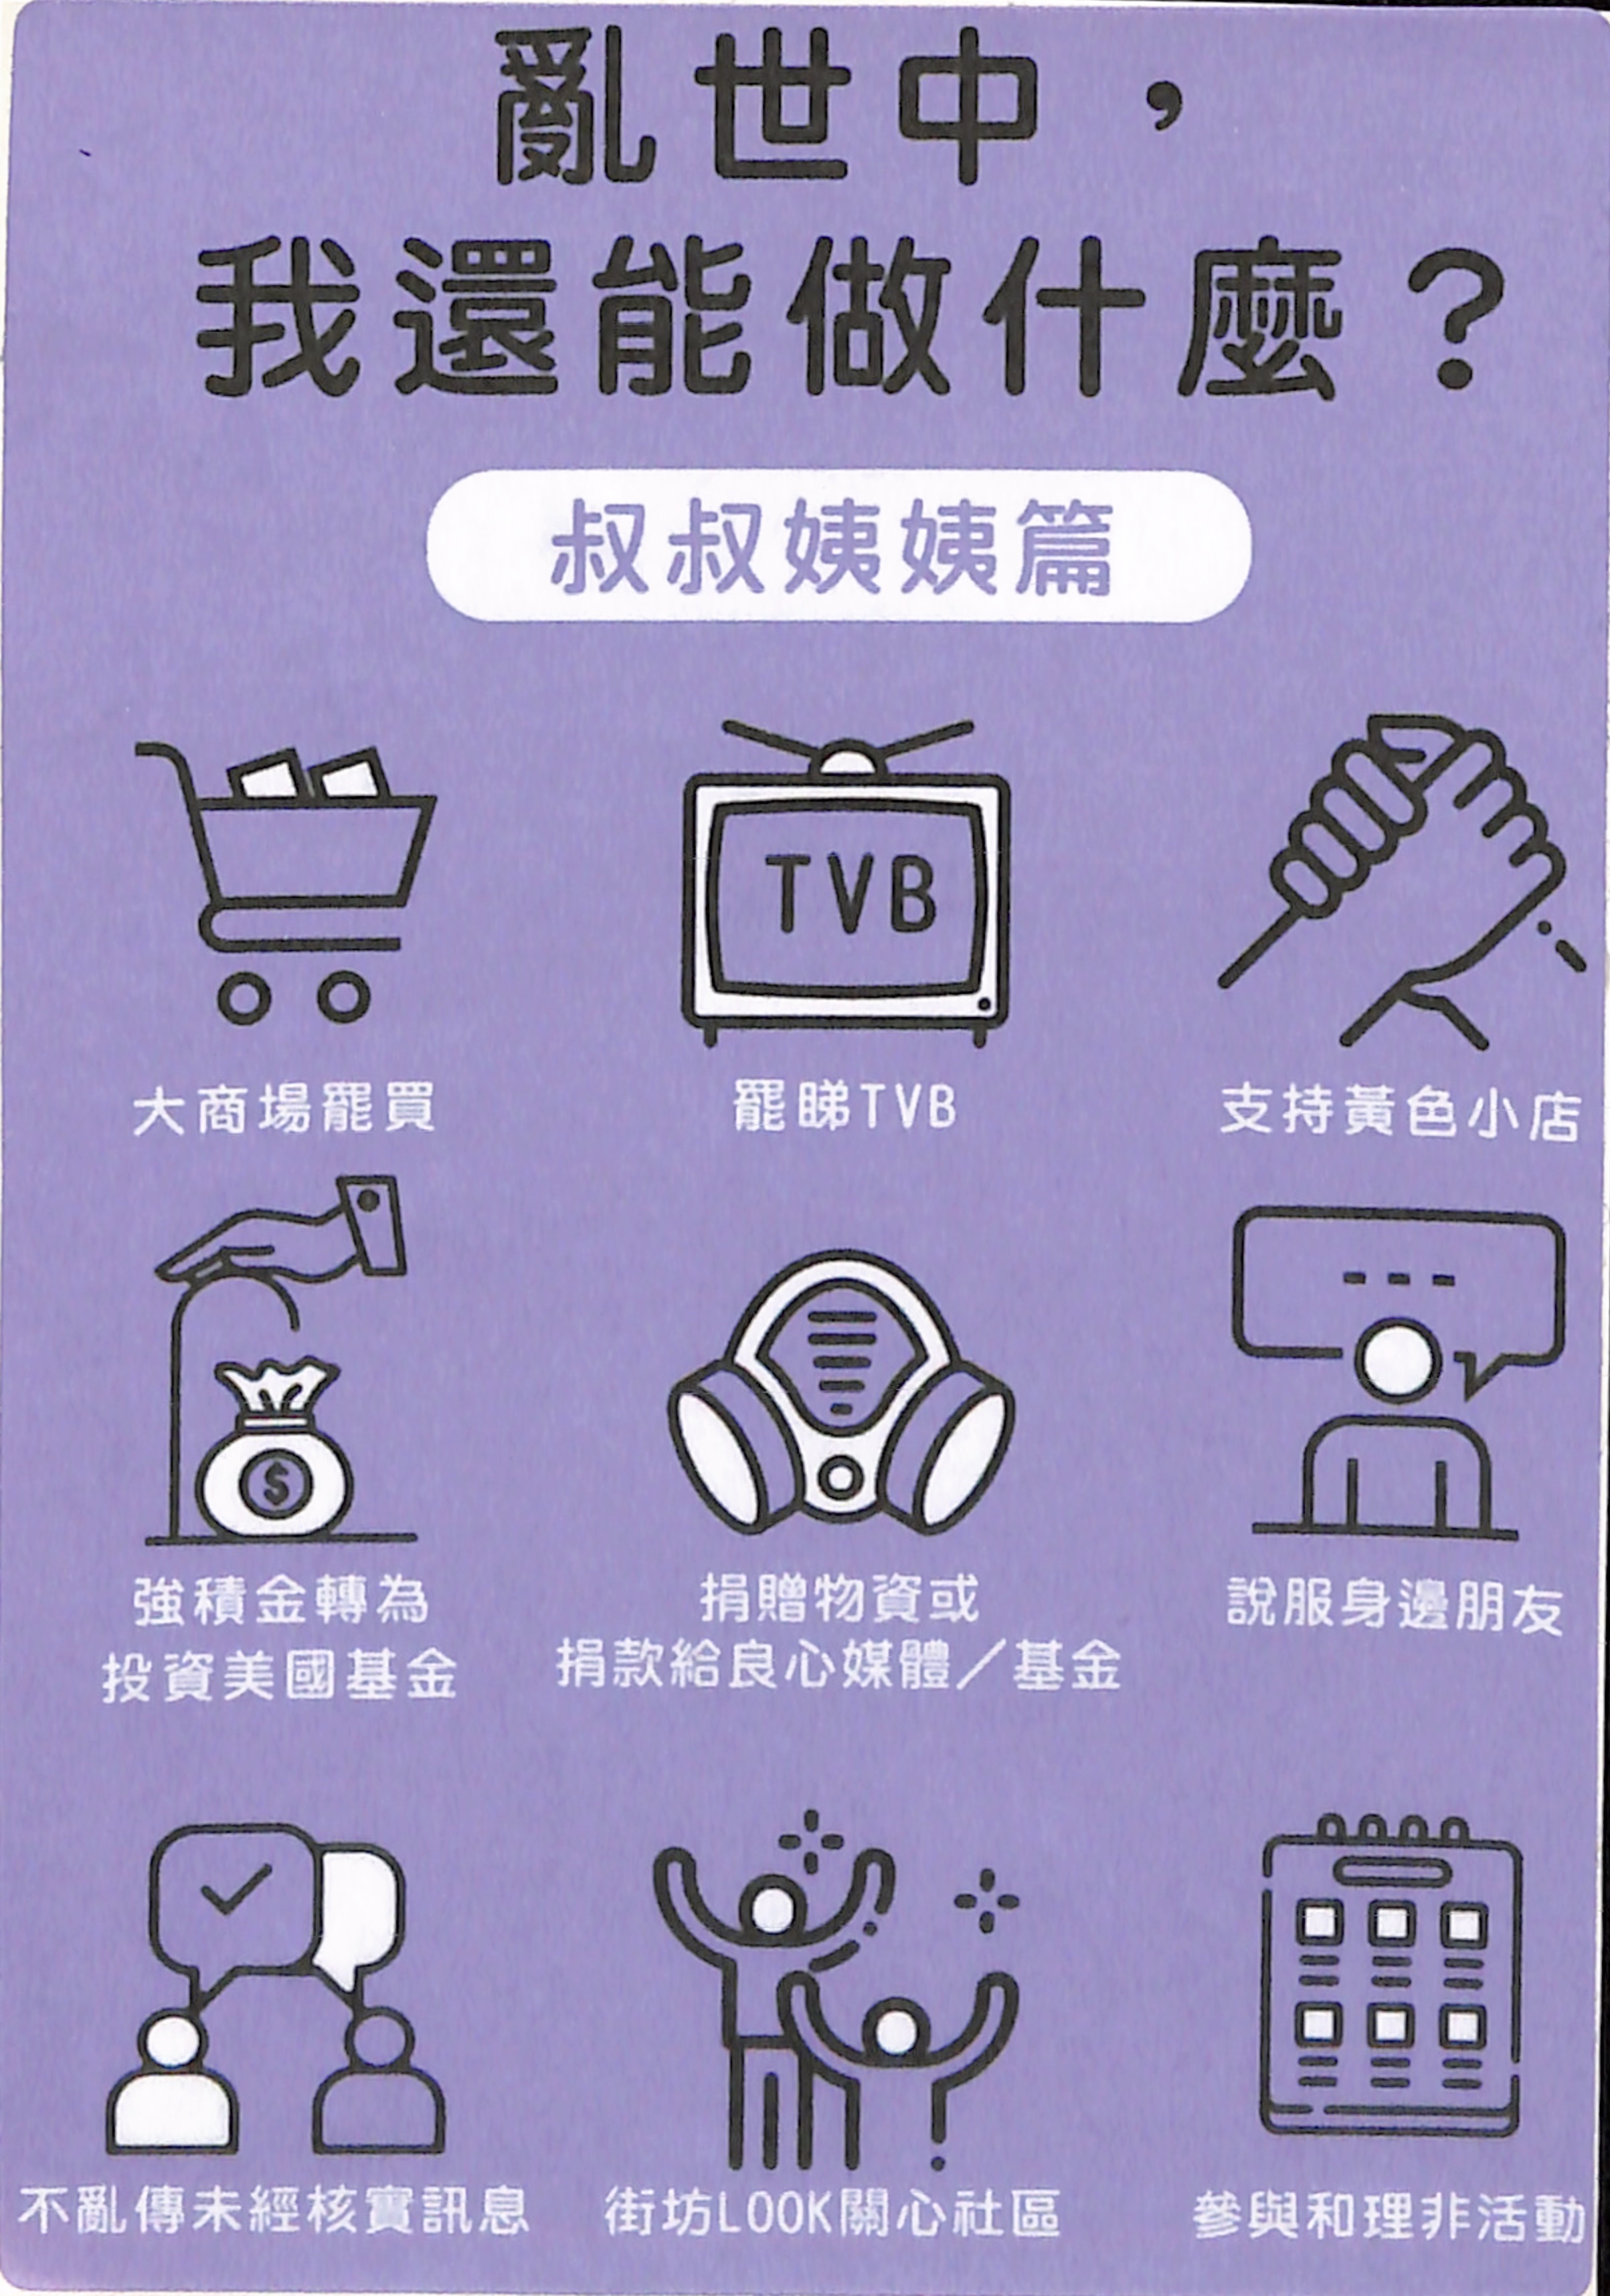 亂世中，
我還能做什麼？
叔叔姨姨篇
TVB
大商場罷買
罷睇TVB
支持黃色小店
$
強積金轉為
投資美國基金
捐贈物資或
捐款給良心媒體／基金
說服身邊朋友
不亂傳未經核實訊息
街坊LOOK關心社區
參與和理非活動